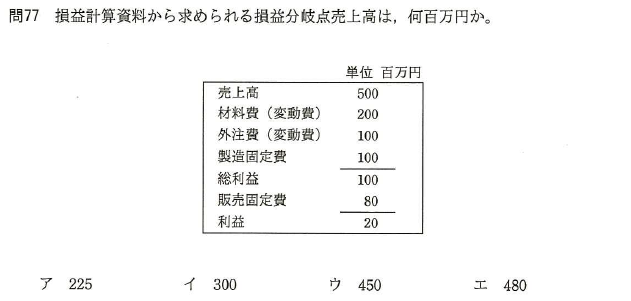 問77 損益計算資料から求められる損益分岐点売上高は，何百万円か。
単位 百万円
売上高 500
材料費（変動費） 200
外注費（変動費） 100
製造固定費 100
総利益 100
販売固定費 80
利益 20
ア 225 イ 300 ウ 450 エ 480